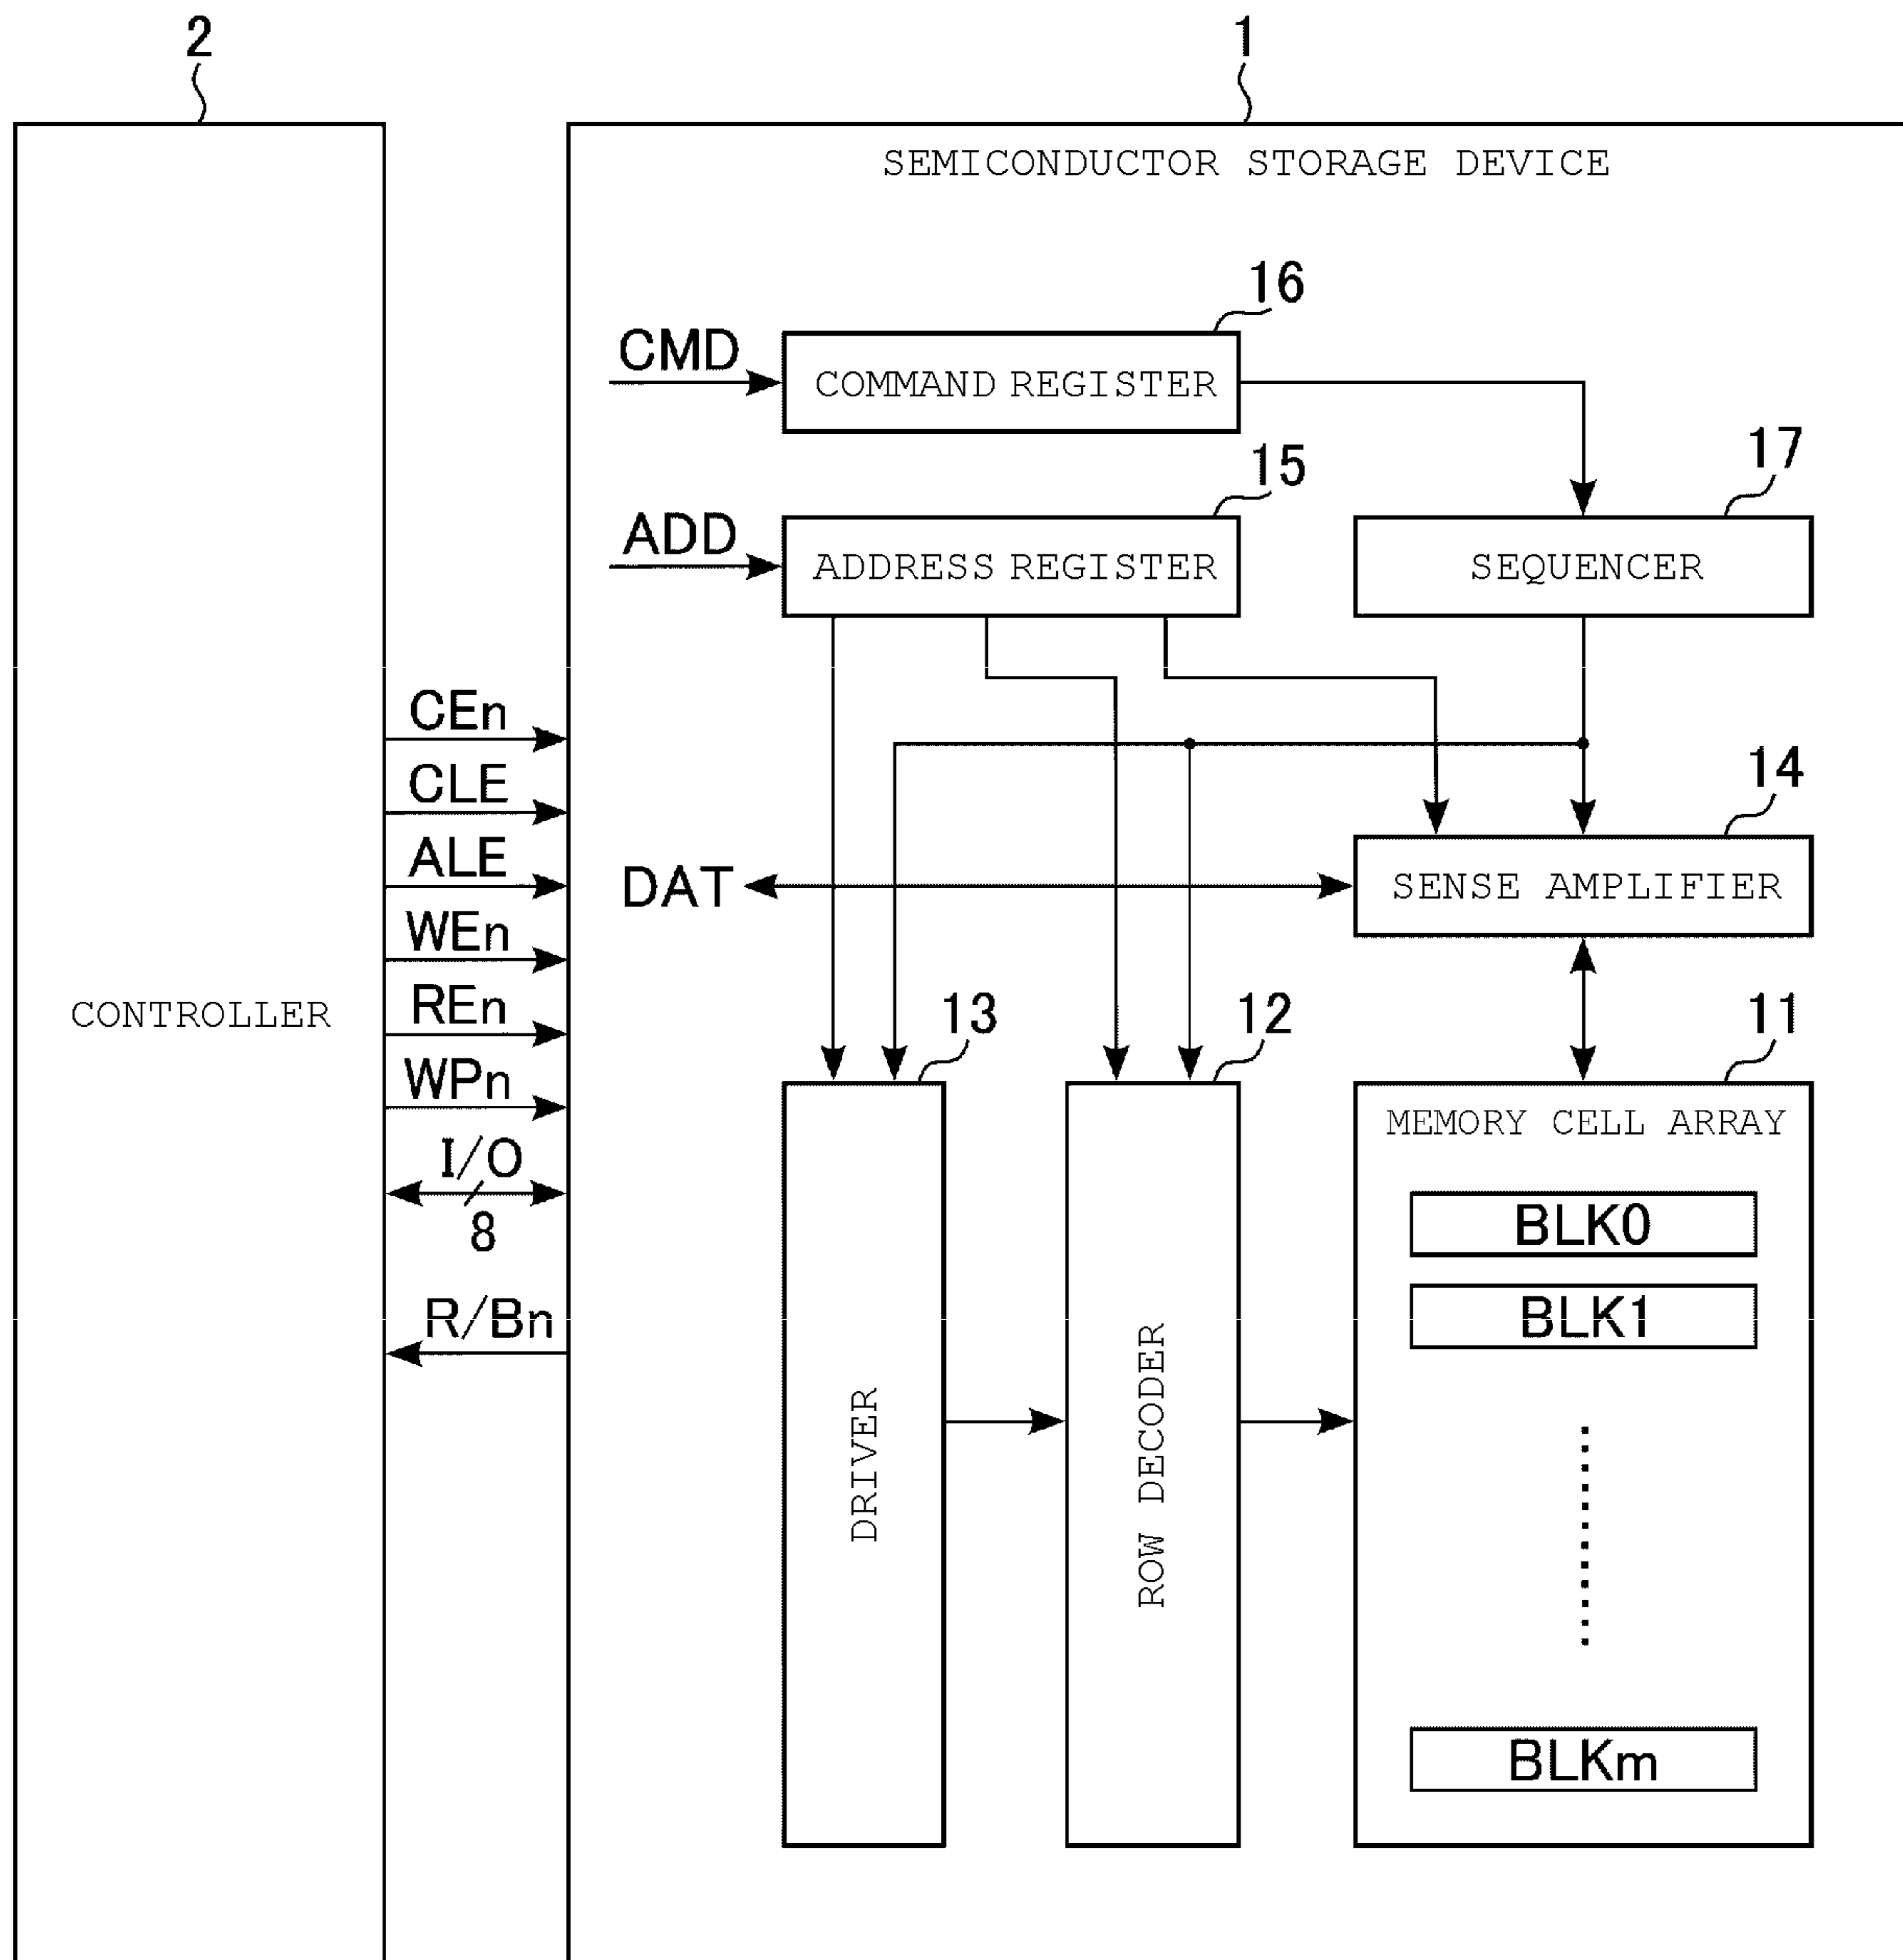 2
1
SEMICONDUCTOR STORAGE DEVICE
16
CMD
COMMAND REGISTER
15
17
ADD
ADDRESS REGISTER
SEQUENCER
CEn
CLE
14
ALE
DAT
SENSE AMPLIFIER
WEn
CONTROLLER
REn
13
12
11
WPn
MEMORY CELL ARRAY
I/O
8
BLK0
R/Bn
BLK1
DRIVER
ROW DECODER
BLKm